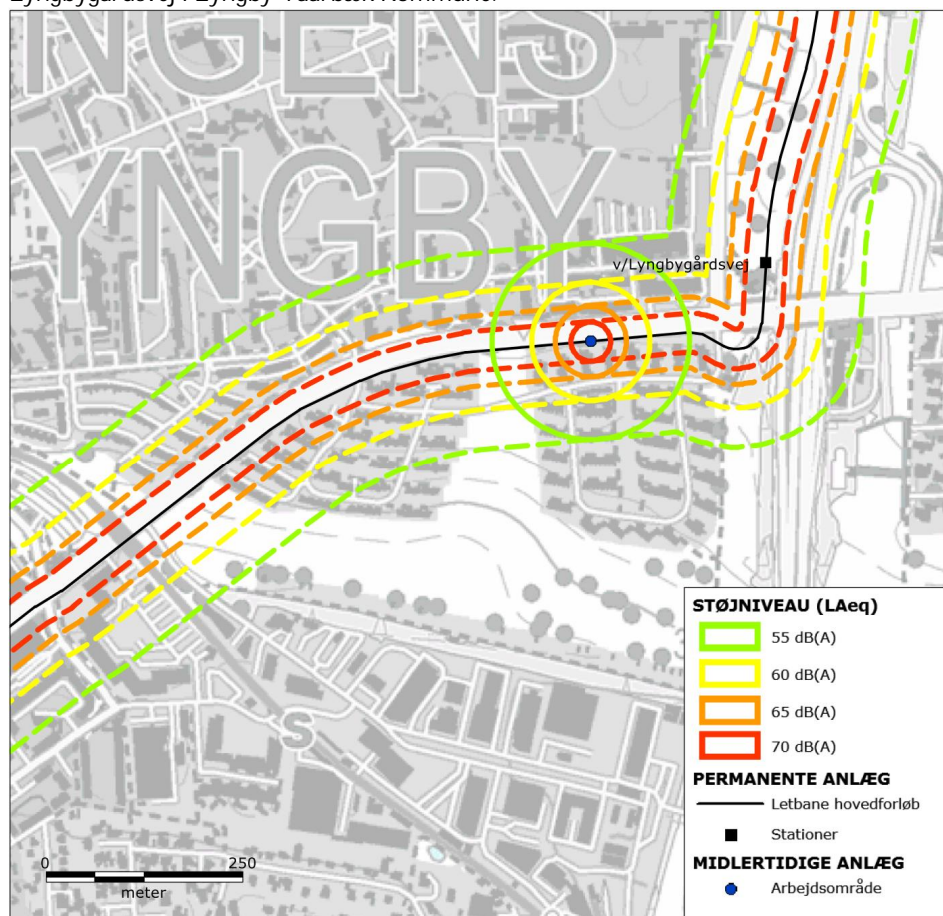 NGENS
YNGBY
v/Lyngbygårdsvej
S
STØJNIVEAU (LAeq)
55 dB(A)
60 dB(A)
65 dB(A)
70 dB(A)
PERMANENTE ANLÆG
Letbane hovedforløb
Stationer
MIDLERTIDIGE ANLÆG
Arbejdsområde
0 250
meter